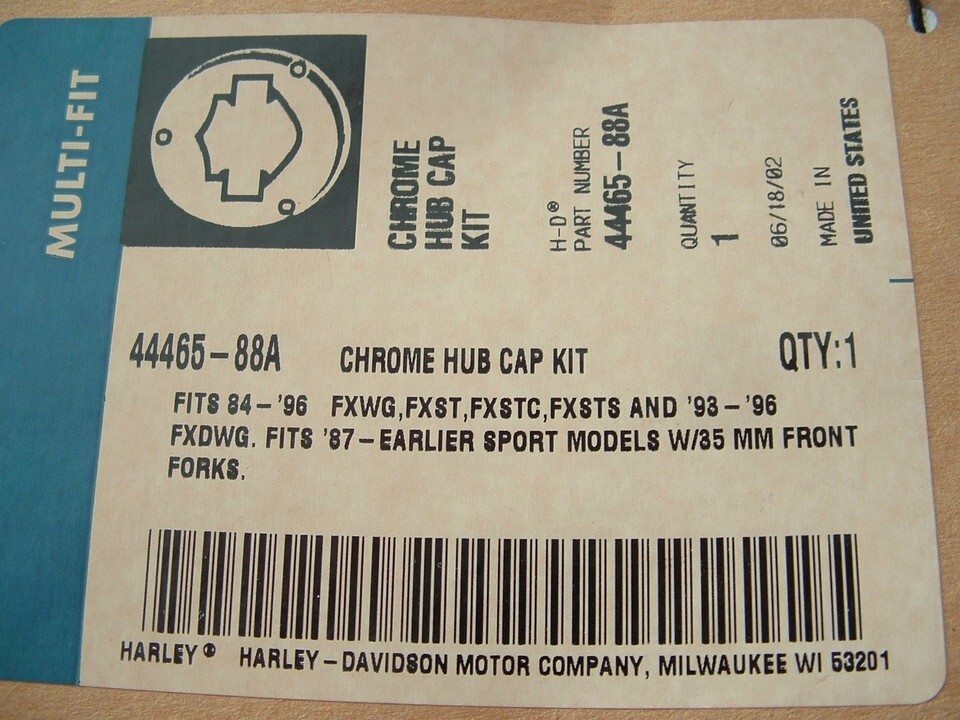 MULTI-FIT
CHROME
HUB CAP
KIT
H-D®
PART NUMBER
44465-88A
QUANTITY
1
06/18/02
MADE IN
UNITED STATES
44465-88A CHROME HUB CAP KIT QTY:1
FITS 84-'96 FXWG,FXST,FXSTC,FXSTS AND '93-'96
FXDWG. FITS '87-EARLIER SPORT MODELS W/35 MM FRONT
FORKS.
HARLEY® HARLEY-DAVIDSON MOTOR COMPANY, MILWAUKEE WI 53201